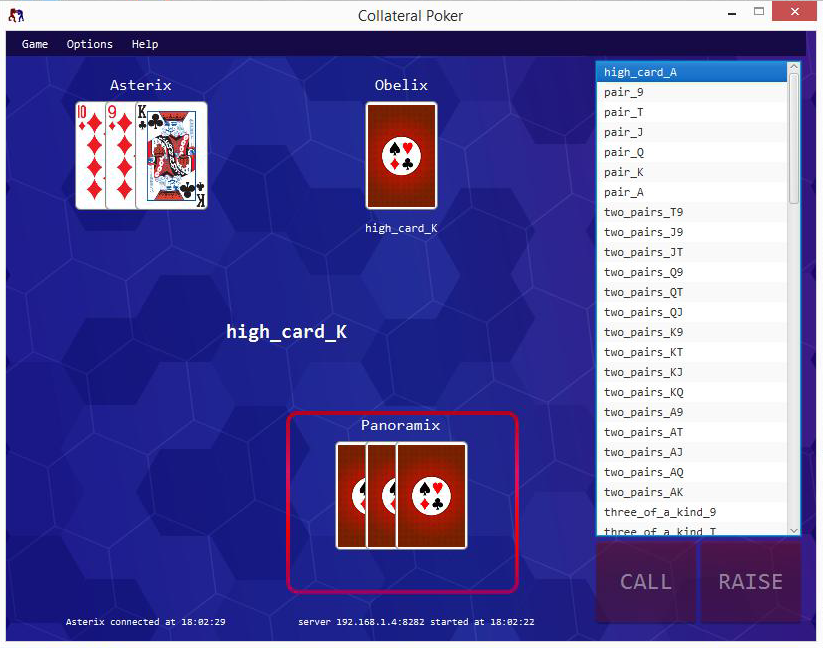 Collateral Poker
Game Options Help
Asterix
10 9 K
K
Obelix
high_card_K
high_card_K
Panoramix
high_card_A
pair_9
pair_T
pair_J
pair_Q
pair_K
pair_A
two_pairs_T9
two_pairs_J9
two_pairs_JT
two_pairs_Q9
two_pairs_QT
two_pairs_QJ
two_pairs_K9
two_pairs_KT
two_pairs_KJ
two_pairs_KQ
two_pairs_A9
two_pairs_AT
two_pairs_AJ
two_pairs_AQ
two_pairs_AK
three_of_a_kind_9
three_of_a_kind_T
CALL RAISE
Asterix connected at 18:02:29
server 192.168.1.4:8282 started at 18:02:22